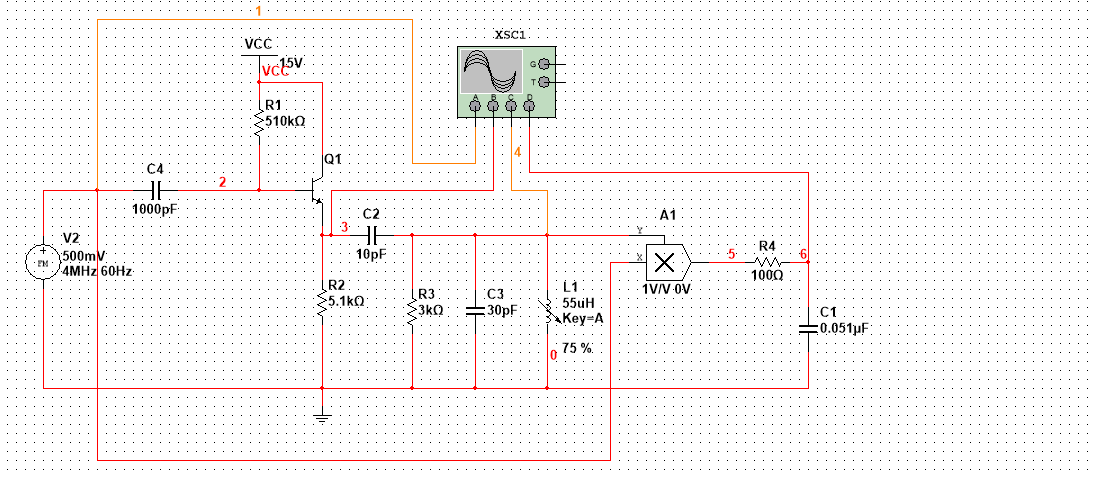 1
XSC1
VCC
15V
VCC
G
T
A
B
C
D
R1
510kΩ
4
Q1
C4
2
1000pF
C2
3
10pF
A1
Y
X
1V/V 0V
V2
500mV
4MHz 60Hz
FM
5
R4
6
100Ω
R2
5.1kΩ
R3
3kΩ
C3
30pF
L1
55uH
Key=A
75 %
0
C1
0.051µF